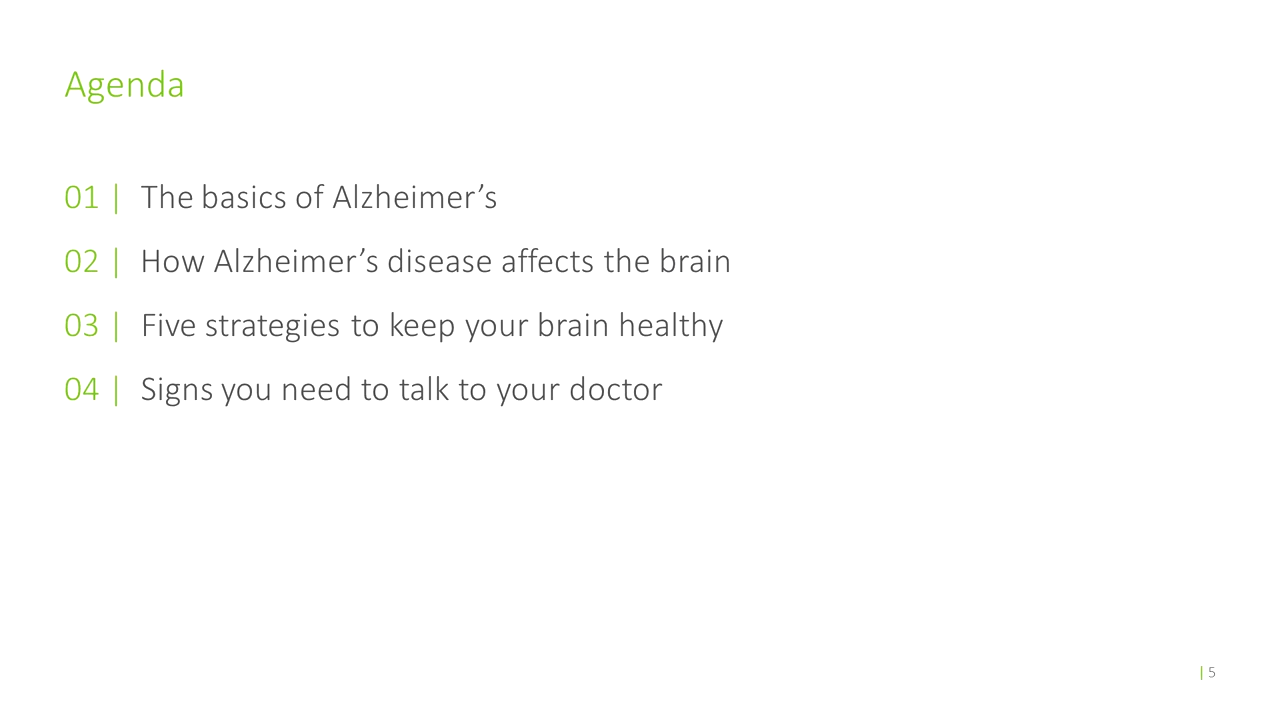 Agenda
01 | The basics of Alzheimer’s
02 | How Alzheimer’s disease affects the brain
03 | Five strategies to keep your brain healthy
04 | Signs you need to talk to your doctor
| 5